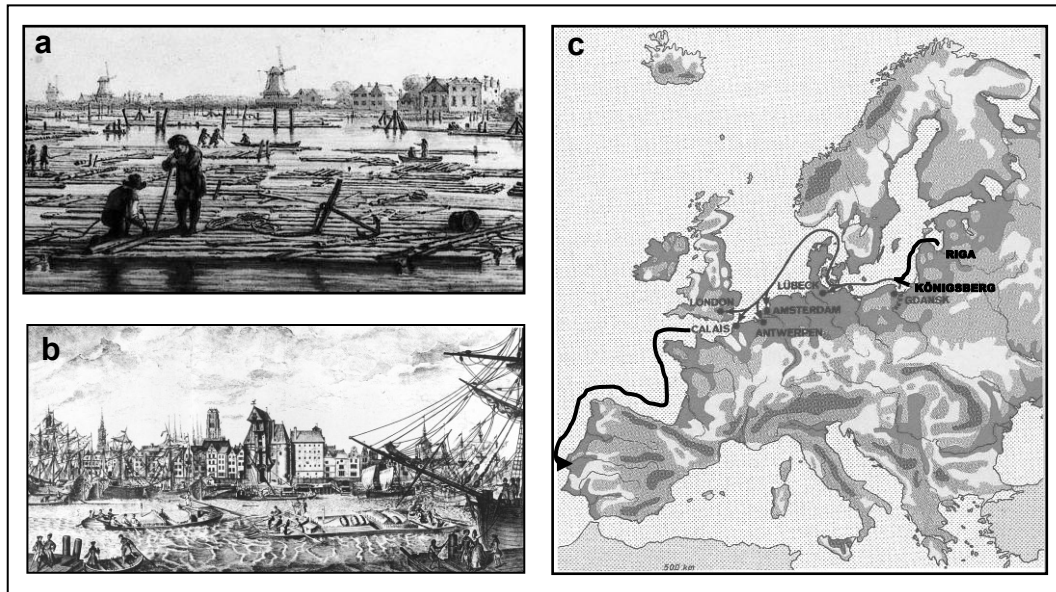 a
b
c
RIGA
KÖNIGSBERG
GDANSK
LÜBECK
LONDON
AMSTERDAM
CALAIS
ANTWERPEN
500 km